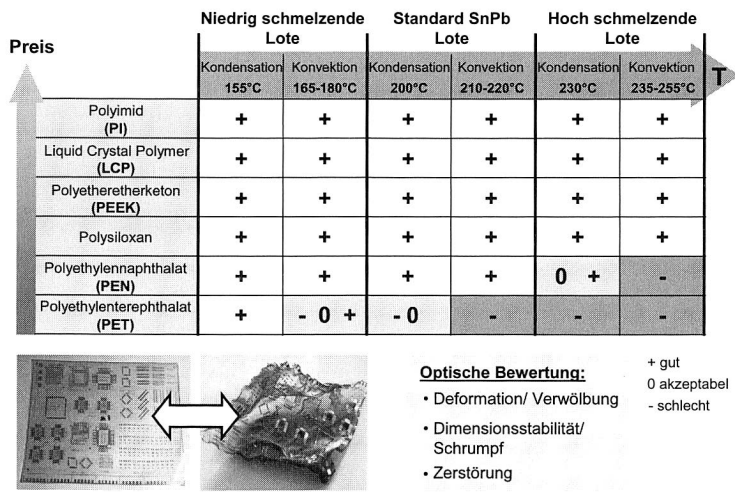 Niedrig schmelzende Lote
Standard SnPb Lote
Hoch schmelzende Lote
Preis
Kondensation 155°C
Konvektion 165-180°C
Kondensation 200°C
Konvektion 210-220°C
Kondensation 230°C
Konvektion 235-255°C
T
Polyimid (PI) + + + + + +
Liquid Crystal Polymer (LCP) + + + + + +
Polyetheretherketon (PEEK) + + + + + +
Polysiloxan + + + + + +
Polyethylennaphthalat (PEN) + + + + 0 + -
Polyethylenterephthalat (PET) + - 0 + - 0 - - -
Optische Bewertung:
• Deformation/ Verwölbung
• Dimensionsstabilität/
Schrumpf
• Zerstörung
+ gut
0 akzeptabel
- schlecht